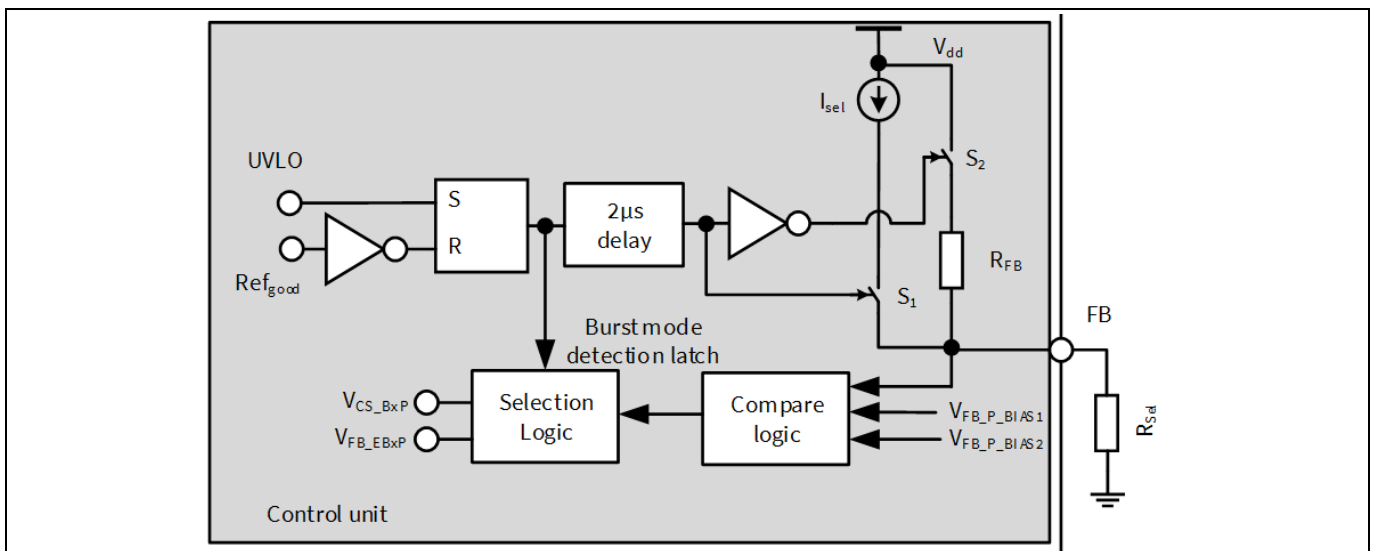 Vdd
Isel
UVLO
S
S2
2μs
delay
R
Refgood
RFB
S1
FB
Burst mode
detection latch
VCS_BxP
Selection
Logic
Compare
logic
VFB_P_BIAS1
VFB_EBxP
VFB_P_BIAS2
RSel
Control unit